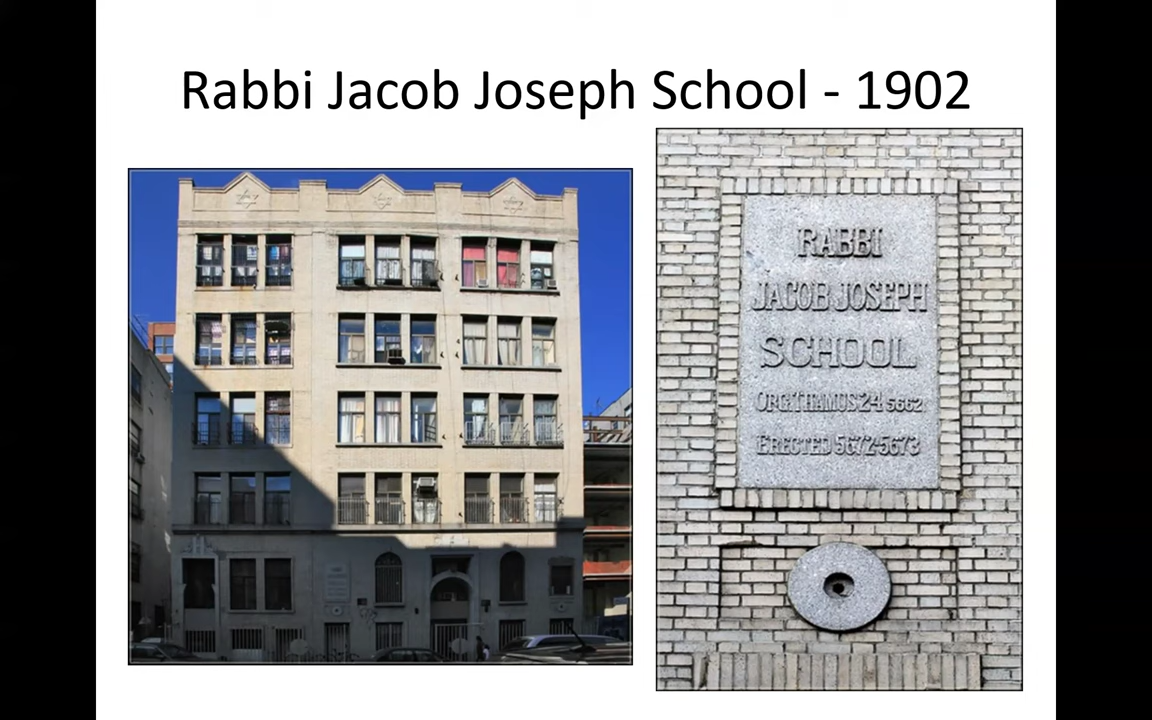 Rabbi Jacob Joseph School - 1902
RABBI
JACOB JOSEPH
SCHOOL
ORG. THAMUS 24 5662
ERECTED 5672-5673